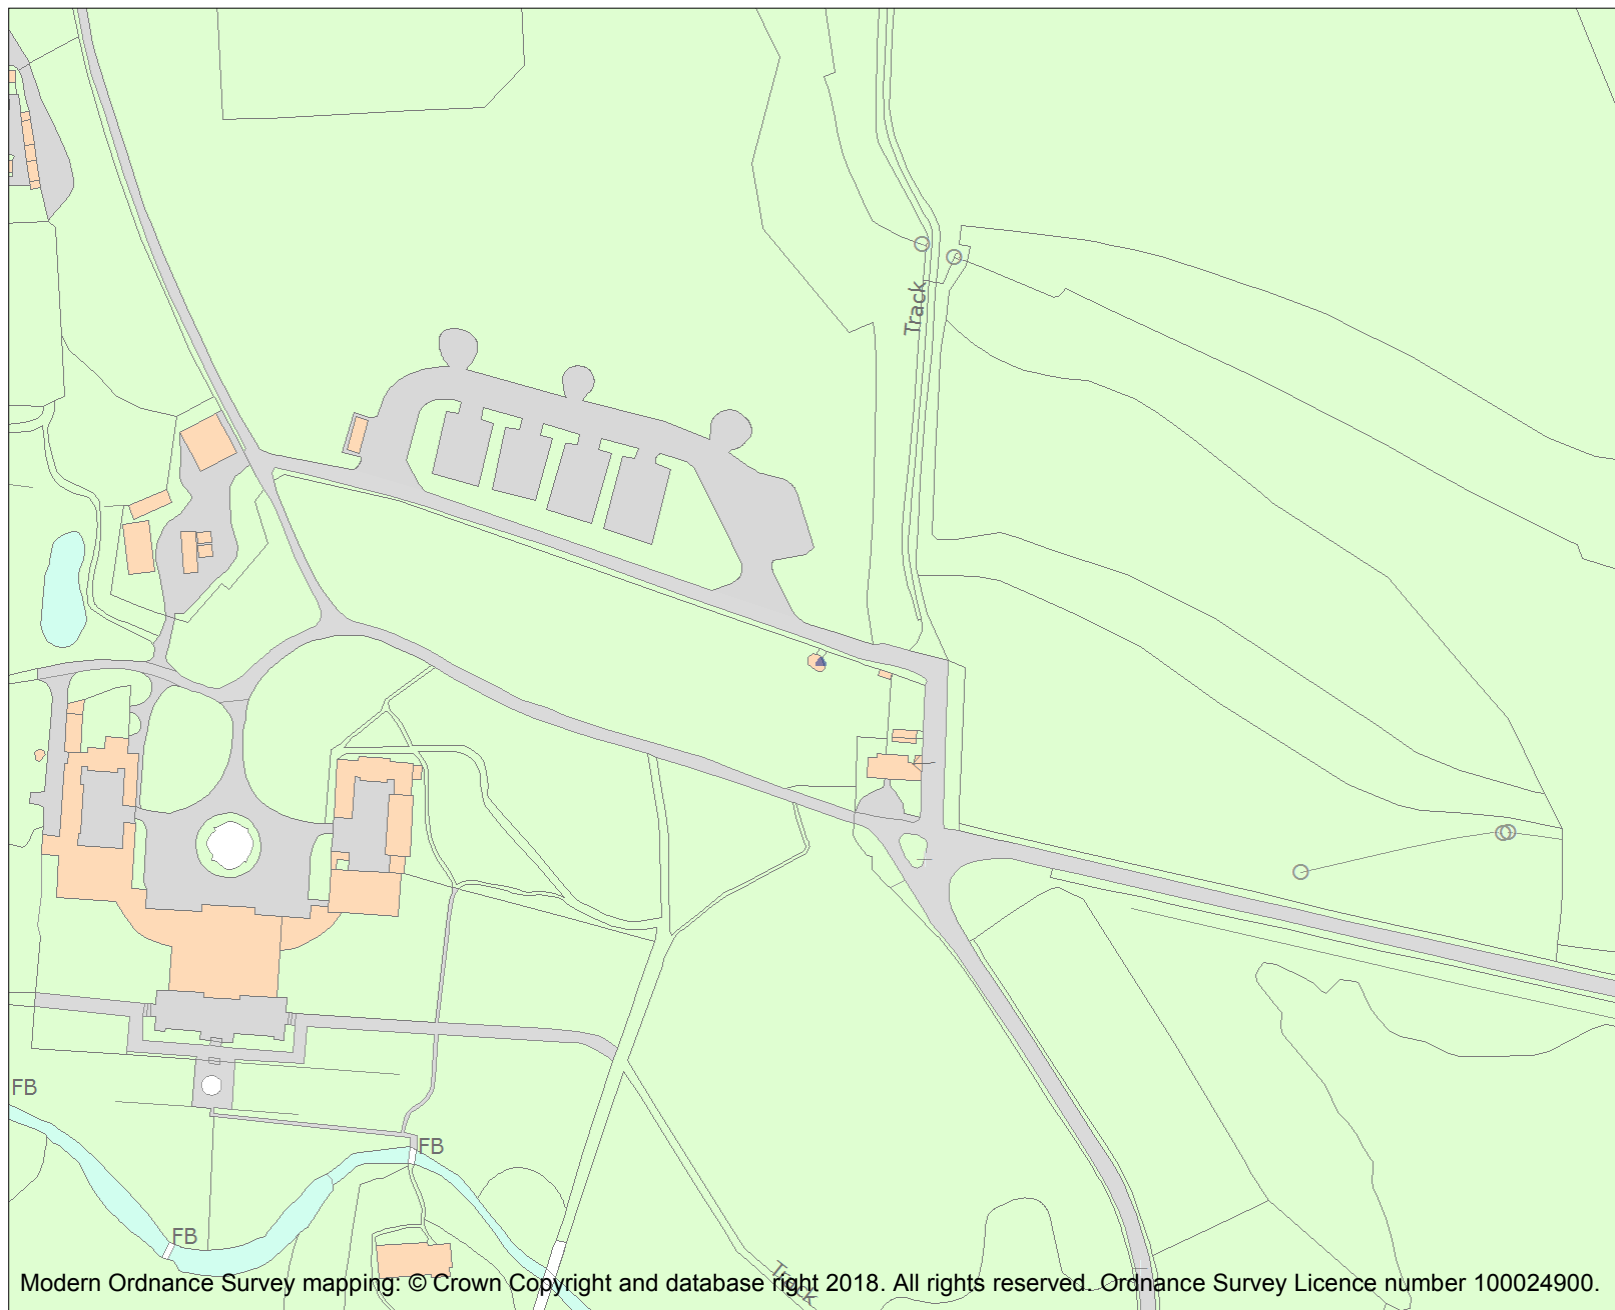 Track
FB
FB
FB
Track
Modern Ordnance Survey mapping: © Crown Copyright and database right 2018. All rights reserved. Ordnance Survey Licence number 100024900.